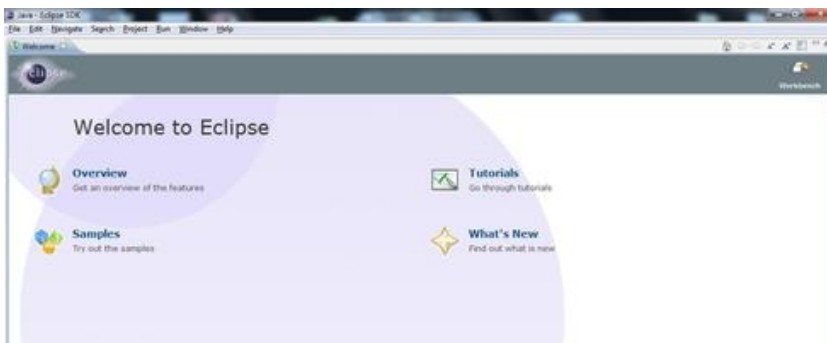 Java - Eclipse SDK
File Edit Navigate Search Project Run Window Help
Welcome
eclipse
Workbench
Welcome to Eclipse
Overview
Get an overview of the features
Tutorials
Go through tutorials
Samples
Try out the samples
What's New
Find out what is new